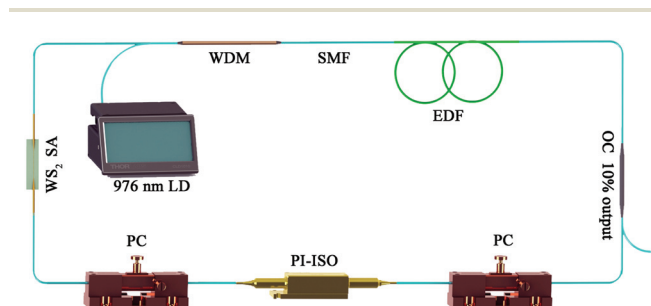 WDM
SMF
EDF
976 nm LD
WS₂ SA
OC 10% output
PC
PI-ISO
PC